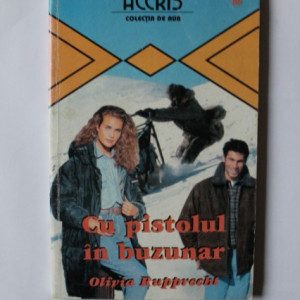 ALCRIS
COLECȚIA DE AUR
Cu pistolul
în buzunar
Olivia Rupprecht